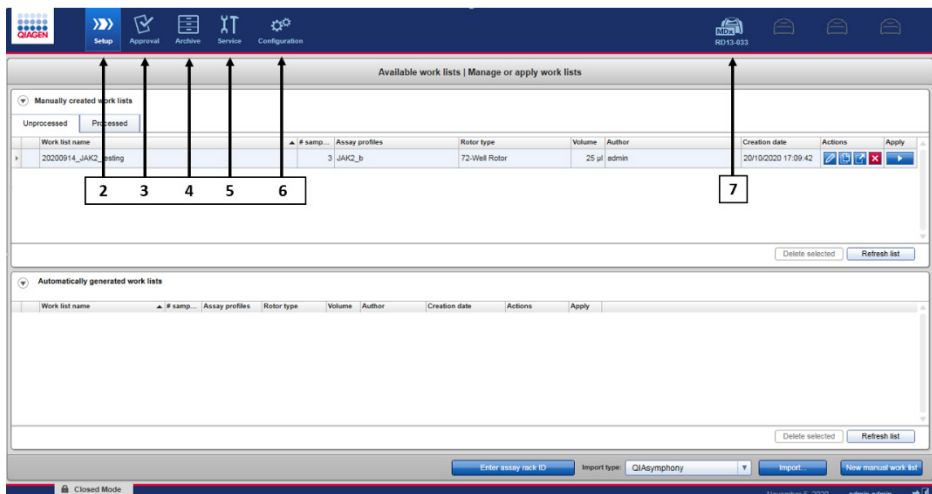 QIAGEN
Setup Approval Archive Service Configuration
MDx
RD13-033
Available work lists | Manage or apply work lists
Manually created work lists
Unprocessed Processed
Work list name # samp... Assay profiles Rotor type Volume Author Creation date Actions Apply
20200914_JAK2_testing 3 JAK2_b 72-Well Rotor 25 µl admin 20/10/2020 17:09:42
2 3 4 5 6 7
Delete selected Refresh list
Automatically generated work lists
Work list name # samp... Assay profiles Rotor type Volume Author Creation date Actions Apply
Delete selected Refresh list
Enter assay rack ID Import type: QIAsymphony Import... New manual work list
Closed Mode November 5, 2020 admin admin